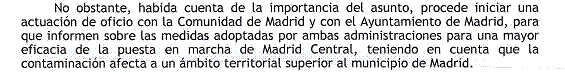 No obstante, habida cuenta de la importancia del asunto, procede iniciar una
actuación de oficio con la Comunidad de Madrid y con el Ayuntamiento de Madrid, para
que informen sobre las medidas adoptadas por ambas administraciones para una mayor
eficacia de la puesta en marcha de Madrid Central, teniendo en cuenta que la
contaminación afecta a un ámbito territorial superior al municipio de Madrid.